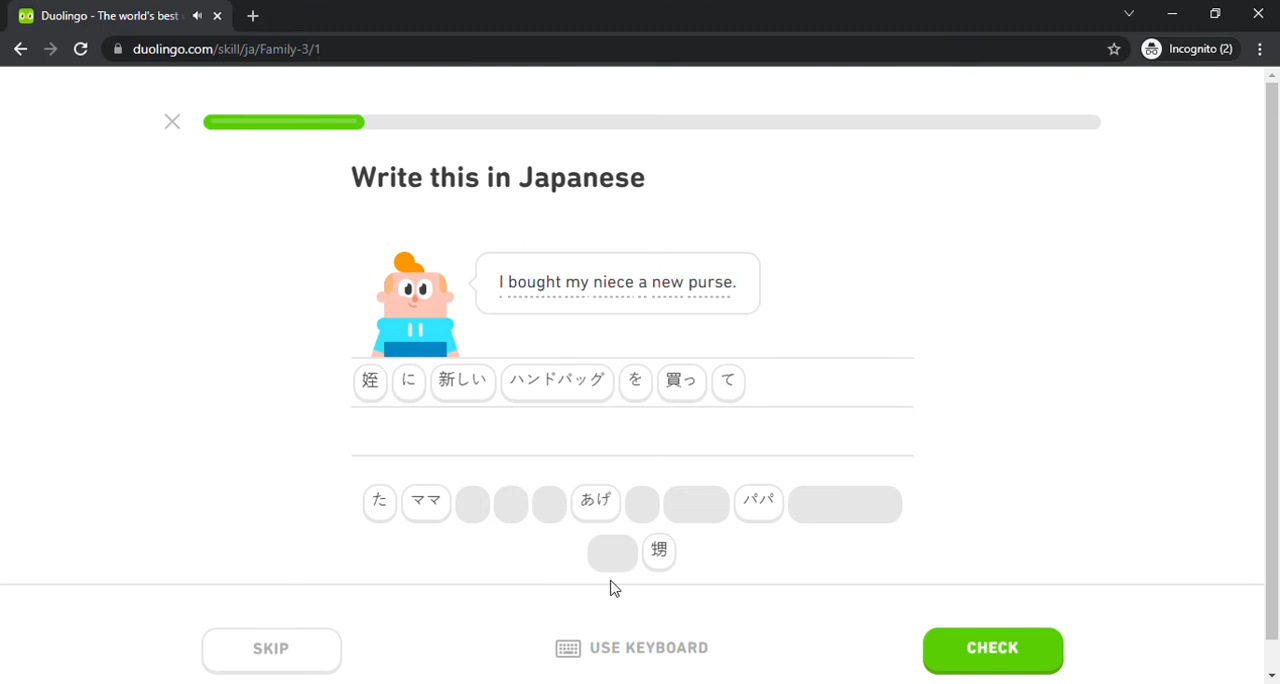 Duolingo - The world's best
duolingo.com/skill/ja/Family-3/1
Incognito (2)
Write this in Japanese
I bought my niece a new purse.
姪 に 新しい ハンドバッグ を 買っ て
た ママ あげ パパ
甥
SKIP
USE KEYBOARD
CHECK